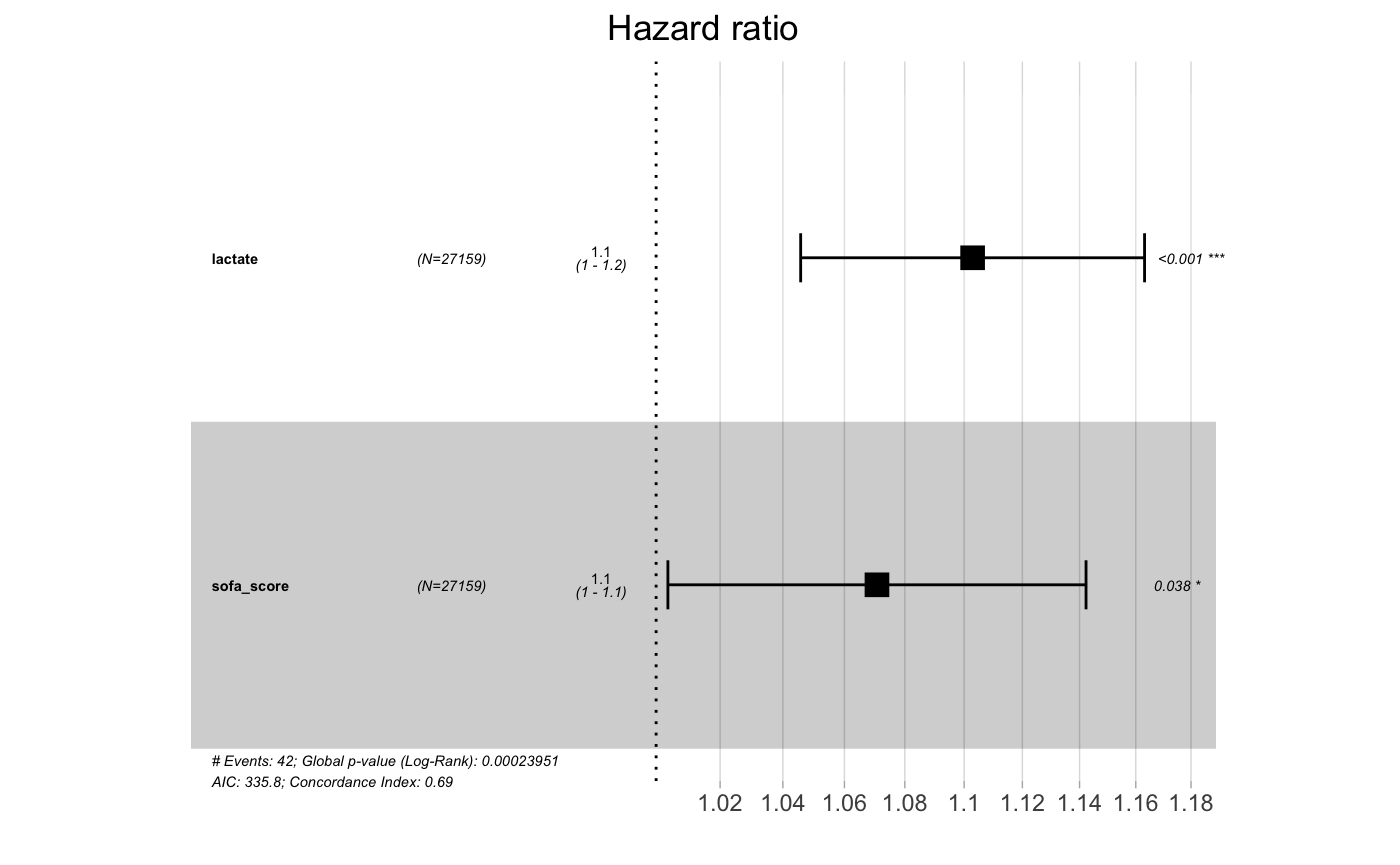 Hazard ratio
lactate (N=27159) 1.1 <0.001 ***
(1 - 1.2)
sofa_score (N=27159) 1.1 0.038 *
(1 - 1.1)
# Events: 42; Global p-value (Log-Rank): 0.00023951
AIC: 335.8; Concordance Index: 0.69
1.02 1.04 1.06 1.08 1.1 1.12 1.14 1.16 1.18